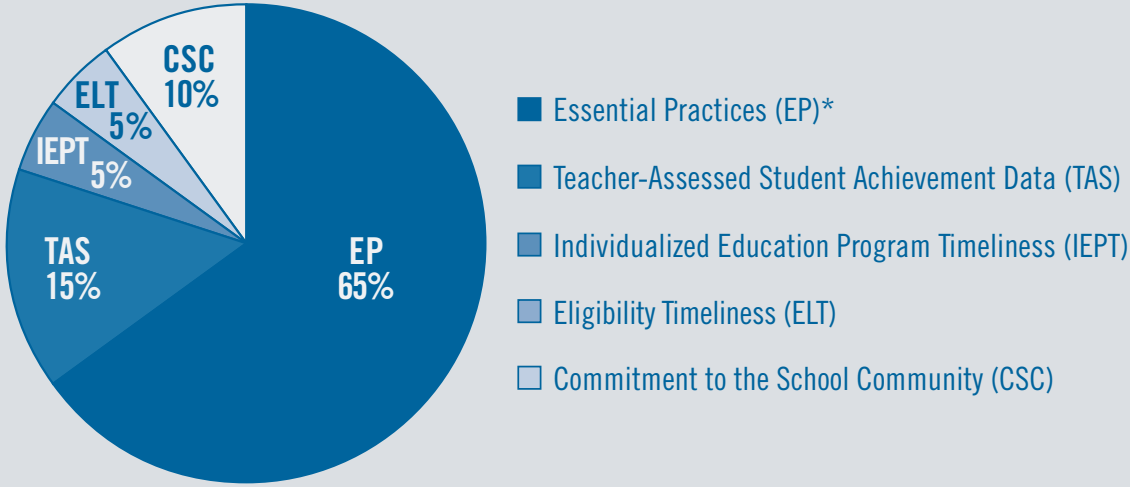 CSC
10%
ELT
5%
IEPT
5%
TAS
15%
EP
65%
Essential Practices (EP)*
Teacher-Assessed Student Achievement Data (TAS)
Individualized Education Program Timeliness (IEPT)
Eligibility Timeliness (ELT)
Commitment to the School Community (CSC)